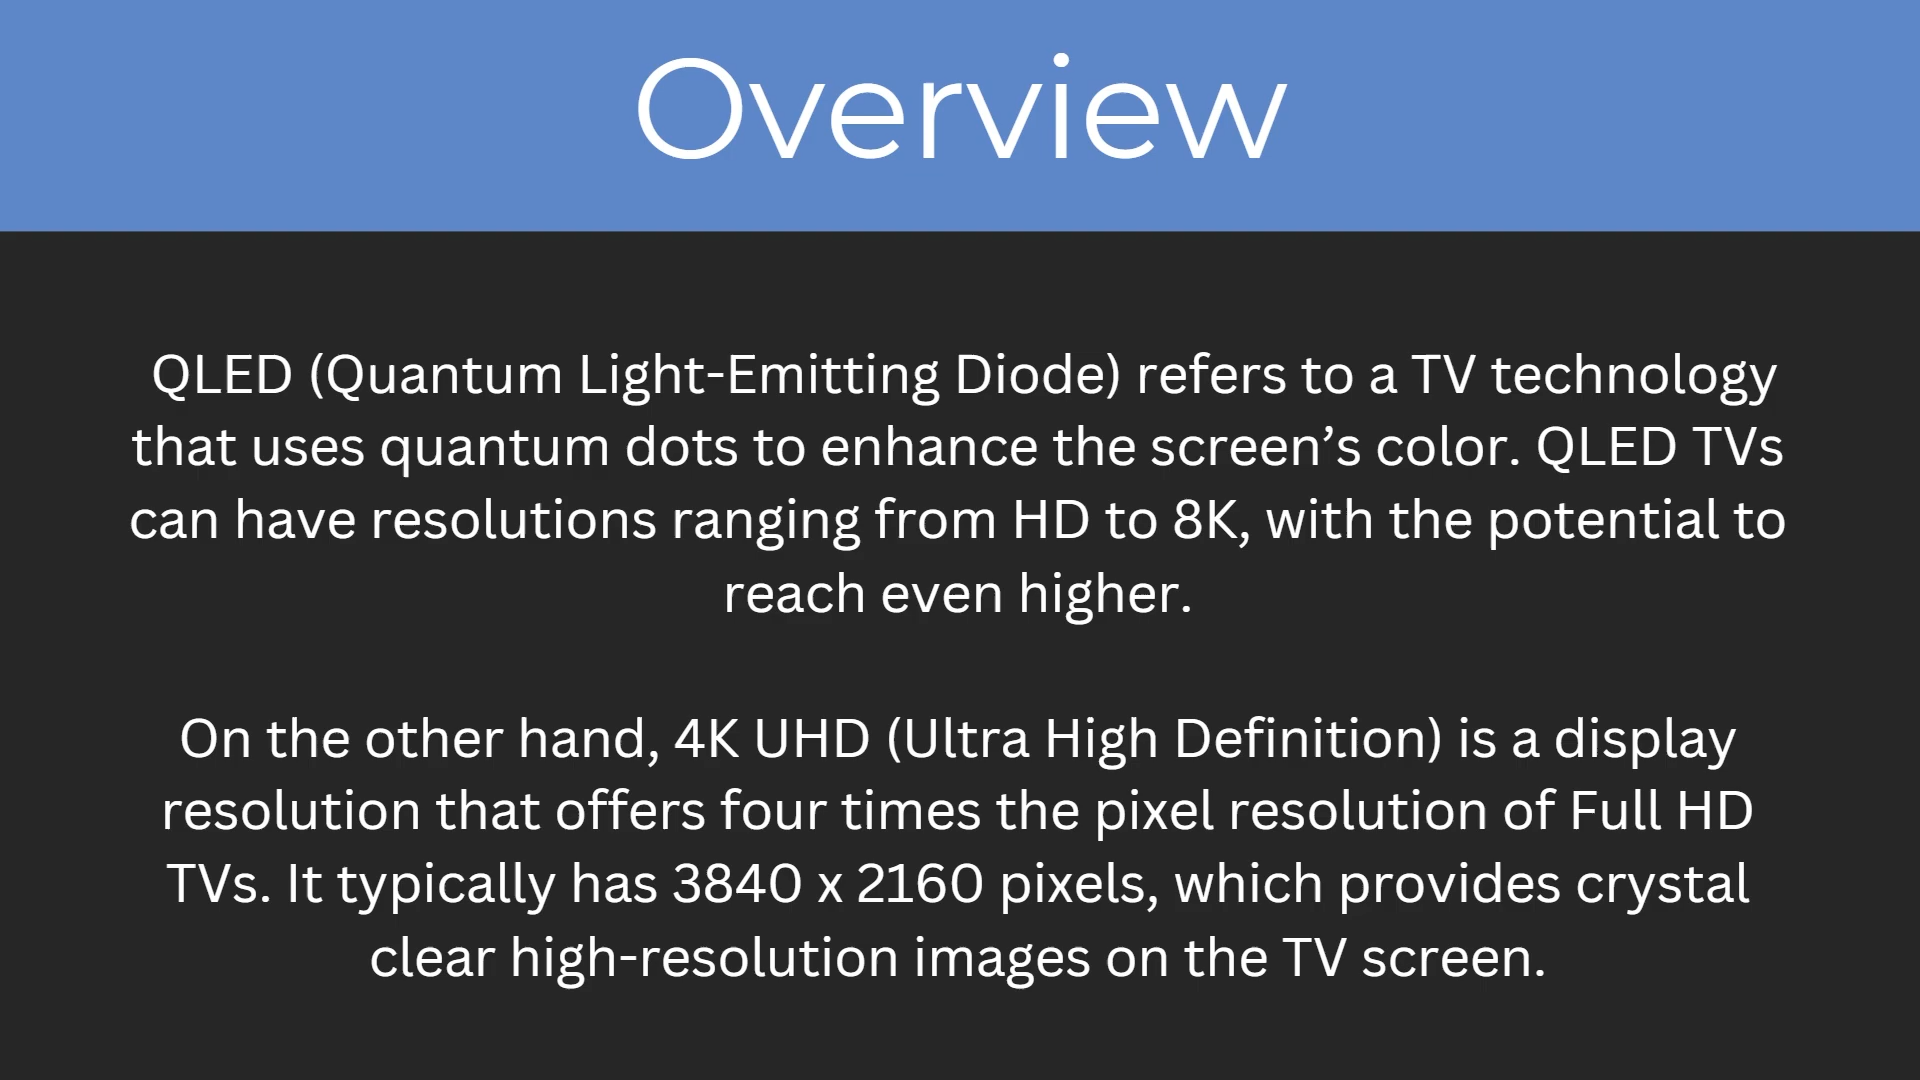 Overview
QLED (Quantum Light-Emitting Diode) refers to a TV technology
that uses quantum dots to enhance the screen’s color. QLED TVs
can have resolutions ranging from HD to 8K, with the potential to
reach even higher.
On the other hand, 4K UHD (Ultra High Definition) is a display
resolution that offers four times the pixel resolution of Full HD
TVs. It typically has 3840 x 2160 pixels, which provides crystal
clear high-resolution images on the TV screen.